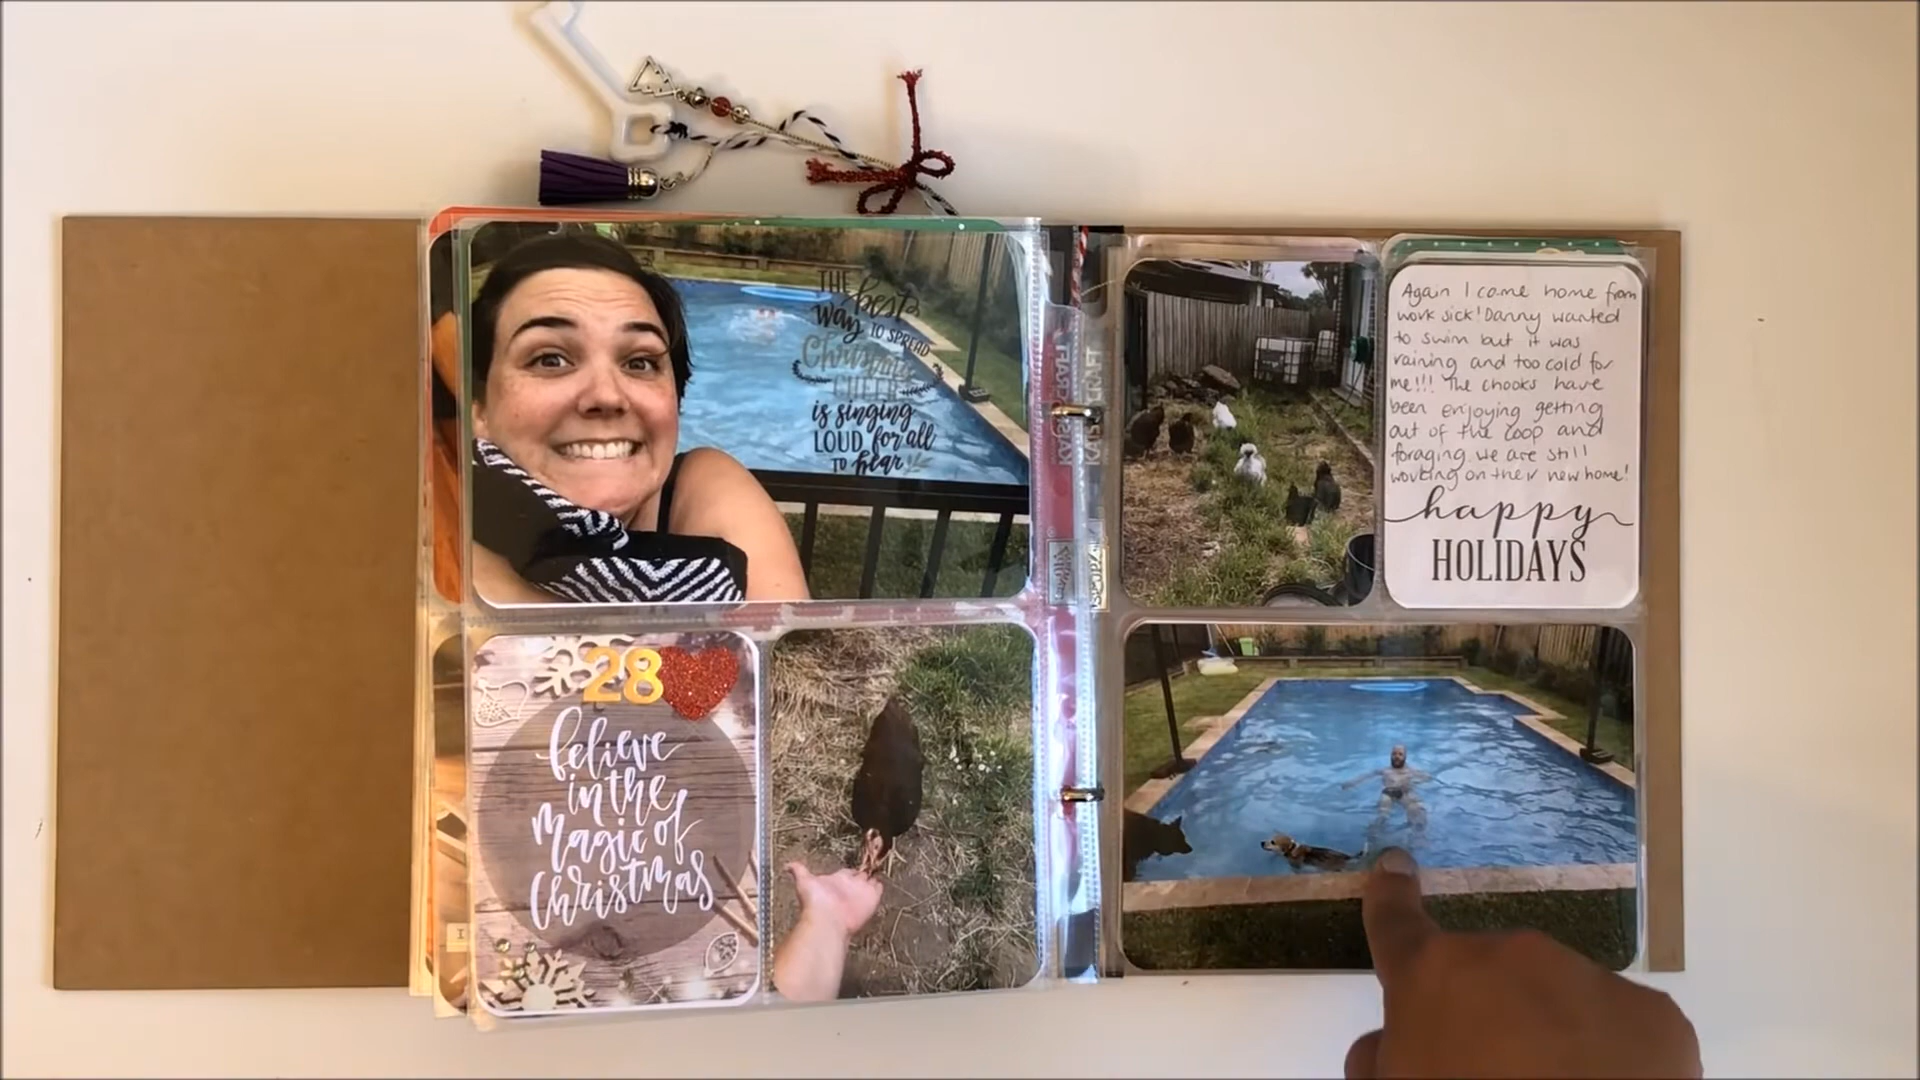 THE
best
way TO SPREAD
Christmas
CHEER
is singing
LOUD for all
TO hear
28
believe
in the
magic of
Christmas
KAISERCRAFT
Again I came home from
work sick! Danny wanted
to swim but it was
raining and too cold for
me!!! The chooks have
been enjoying getting
out of the coop and
foraging. we are still
working on their new home!
happy
HOLIDAYS